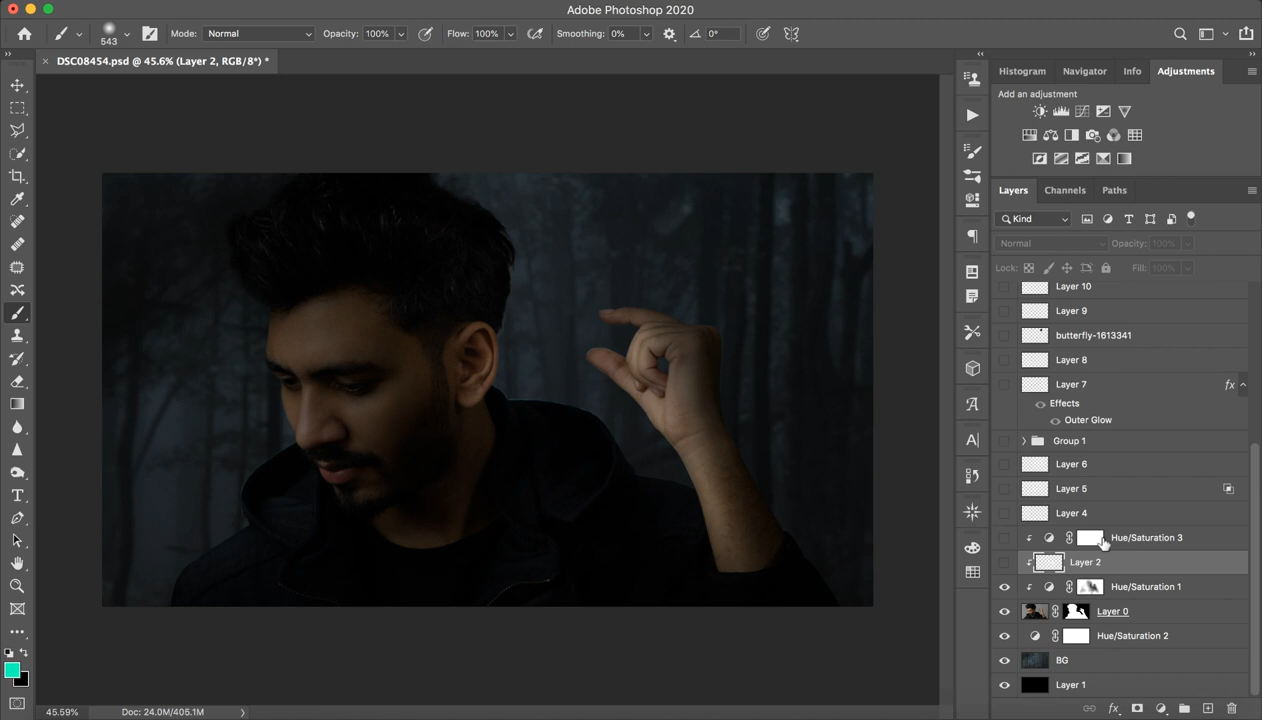 Adobe Photoshop 2020
543
Mode:
Normal
Opacity: 100%
Flow: 100%
Smoothing: 0%
0°
DSC08454.psd @ 45.6% (Layer 2, RGB/8*) *
Histogram
Navigator
Info
Adjustments
Add an adjustment
Layers
Channels
Paths
Kind
Normal
Opacity: 100%
Lock:
Fill: 100%
Layer 10
Layer 9
butterfly-1613341
Layer 8
Layer 7
fx
Effects
Outer Glow
Group 1
Layer 6
Layer 5
Layer 4
Hue/Saturation 3
Layer 2
Hue/Saturation 1
Layer 0
Hue/Saturation 2
BG
Layer 1
45.59%
Doc: 24.0M/405.1M
fx